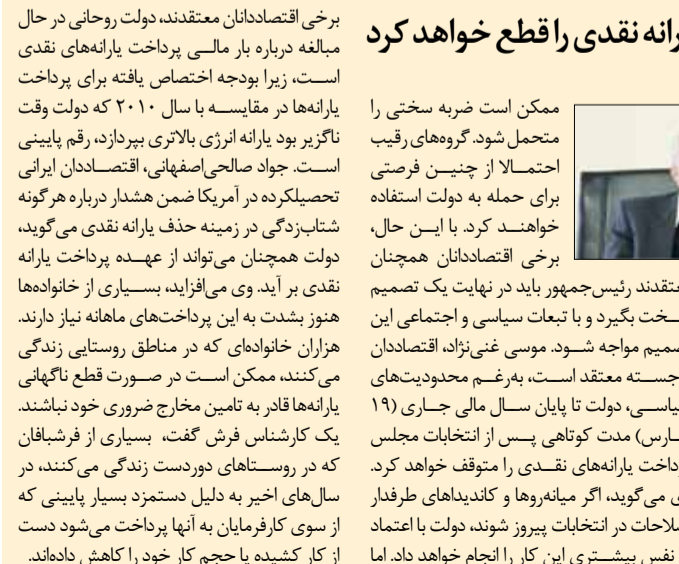 رانه نقدی را قطع خواهد کرد
ممکن است ضربه سختی را
متحمل شود. گروه‌های رقیب
احتمالا از چنین فرصتی
برای حمله به دولت استفاده
خواهند کرد. با این حال،
برخی اقتصاددانان همچنان
عتقدند رئیس‌جمهور باید در نهایت یک تصمیم
خت بگیرد و با تبعات سیاسی و اجتماعی این
صمیم مواجه شود. موسی غنی‌نژاد، اقتصاددان
جسته معتقد است، به‌رغم محدودیت‌های
یاسی، دولت تا پایان سال مالی جاری (۱۹
ارس) مدت کوتاهی پس از انتخابات مجلس
رداخت یارانه‌های نقدی را متوقف خواهد کرد.
ی می‌گوید، اگر میانه‌روها و کاندیداهای طرفدار
صلاحات در انتخابات پیروز شوند، دولت با اعتماد
نفس بیشتری این کار را انجام خواهد داد. اما
برخی اقتصاددانان معتقدند، دولت روحانی در حال
مبالغه درباره بار مالی پرداخت یارانه‌های نقدی
است، زیرا بودجه اختصاص یافته برای پرداخت
یارانه‌ها در مقایسه با سال ۲۰۱۰ که دولت وقت
ناگزیر بود یارانه انرژی بالاتری بپردازد، رقم پایینی
است. جواد صالحی‌اصفهانی، اقتصاددان ایرانی
تحصیلکرده در آمریکا ضمن هشدار درباره هر گونه
شتاب‌زدگی در زمینه حذف یارانه نقدی می‌گوید،
دولت همچنان می‌تواند از عهده پرداخت یارانه
نقدی بر آید. وی می‌افزاید، بسیاری از خانواده‌ها
هنوز بشدت به این پرداخت‌های ماهانه نیاز دارند.
هزاران خانواده‌ای که در مناطق روستایی زندگی
می‌کنند، ممکن است در صورت قطع ناگهانی
یارانه‌ها قادر به تامین مخارج ضروری خود نباشند.
یک کارشناس فرش گفت، بسیاری از فرشبافان
که در روستاهای دوردست زندگی می‌کنند، در
سال‌های اخیر به دلیل دستمزد بسیار پایینی که
از سوی کارفرمایان به آنها پرداخت می‌شود دست
از کار کشیده یا حجم کار خود را کاهش داده‌اند.